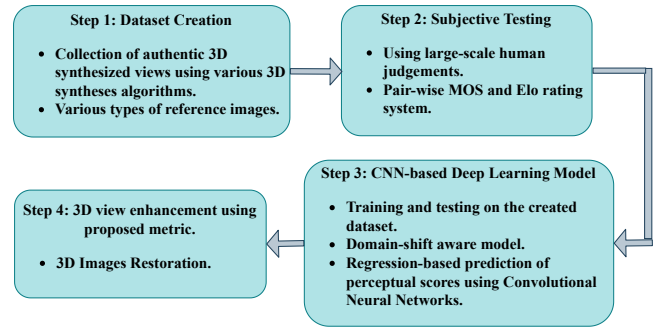 Step 1: Dataset Creation
• Collection of authentic 3D
synthesized views using various 3D
syntheses algorithms.
• Various types of reference images.
Step 2: Subjective Testing
• Using large-scale human
judgements.
• Pair-wise MOS and Elo rating
system.
Step 3: CNN-based Deep Learning Model
• Training and testing on the created
dataset.
• Domain-shift aware model.
• Regression-based prediction of
perceptual scores using Convolutional
Neural Networks.
Step 4: 3D view enhancement using
proposed metric.
• 3D Images Restoration.